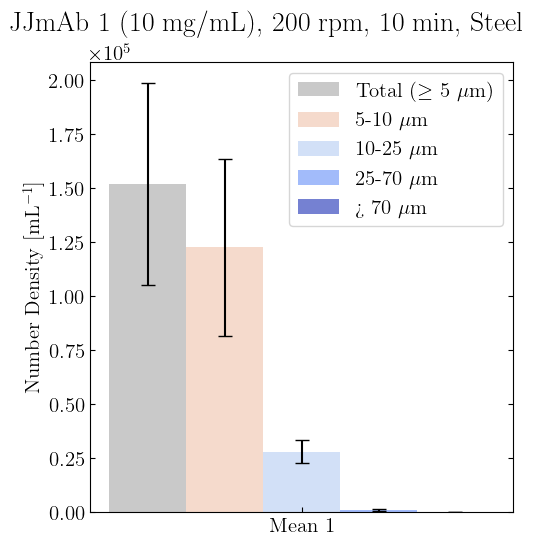 JJmAb 1 (10 mg/mL), 200 rpm, 10 min, Steel
×10⁵
2.00
1.75
1.50
1.25
1.00
0.75
0.50
0.25
0.00
Number Density [mL⁻¹]
Total (≥ 5 μm)
5-10 μm
10-25 μm
25-70 μm
¿ 70 μm
Mean 1